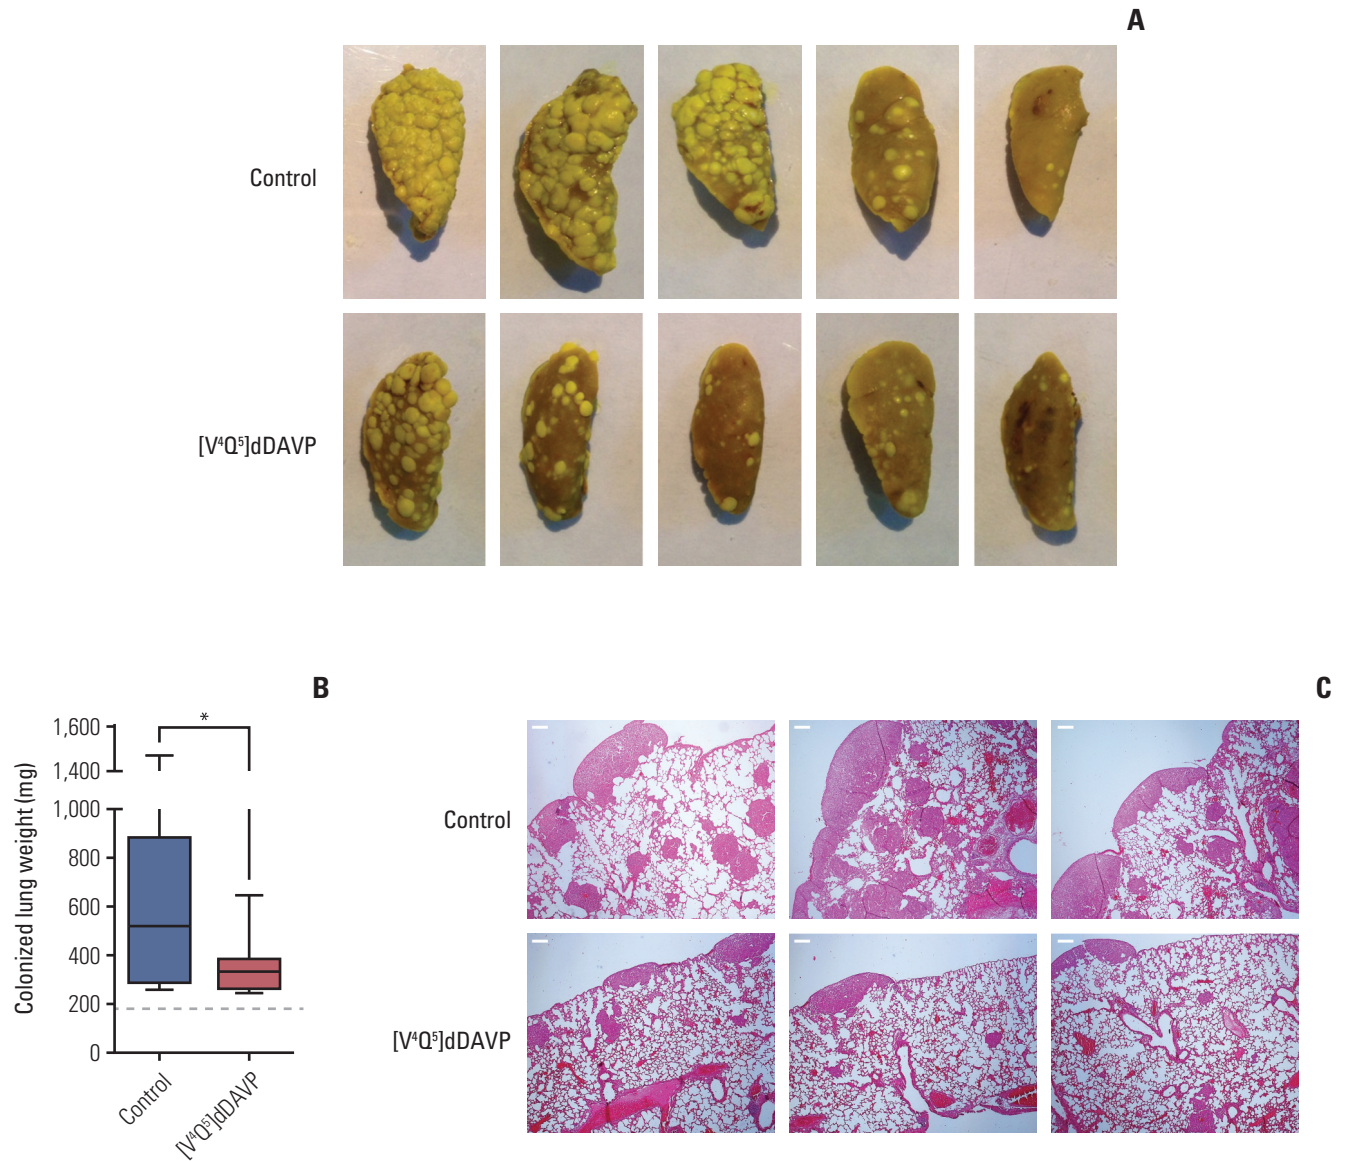 A
Control
[V⁴Q⁵]dDAVP
B
*
Colonized lung weight (mg)
1,600
1,400
1,000
800
600
400
200
0
Control
[V⁴Q⁵]dDAVP
C
Control
[V⁴Q⁵]dDAVP